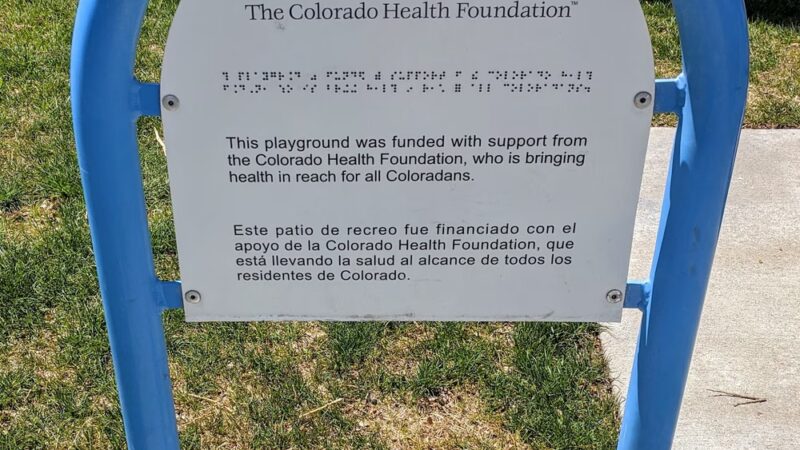 The Colorado Health Foundation™
This playground was funded with support from
the Colorado Health Foundation, who is bringing
health in reach for all Coloradans.
Este patio de recreo fue financiado con el
apoyo de la Colorado Health Foundation, que
está llevando la salud al alcance de todos los
residentes de Colorado.